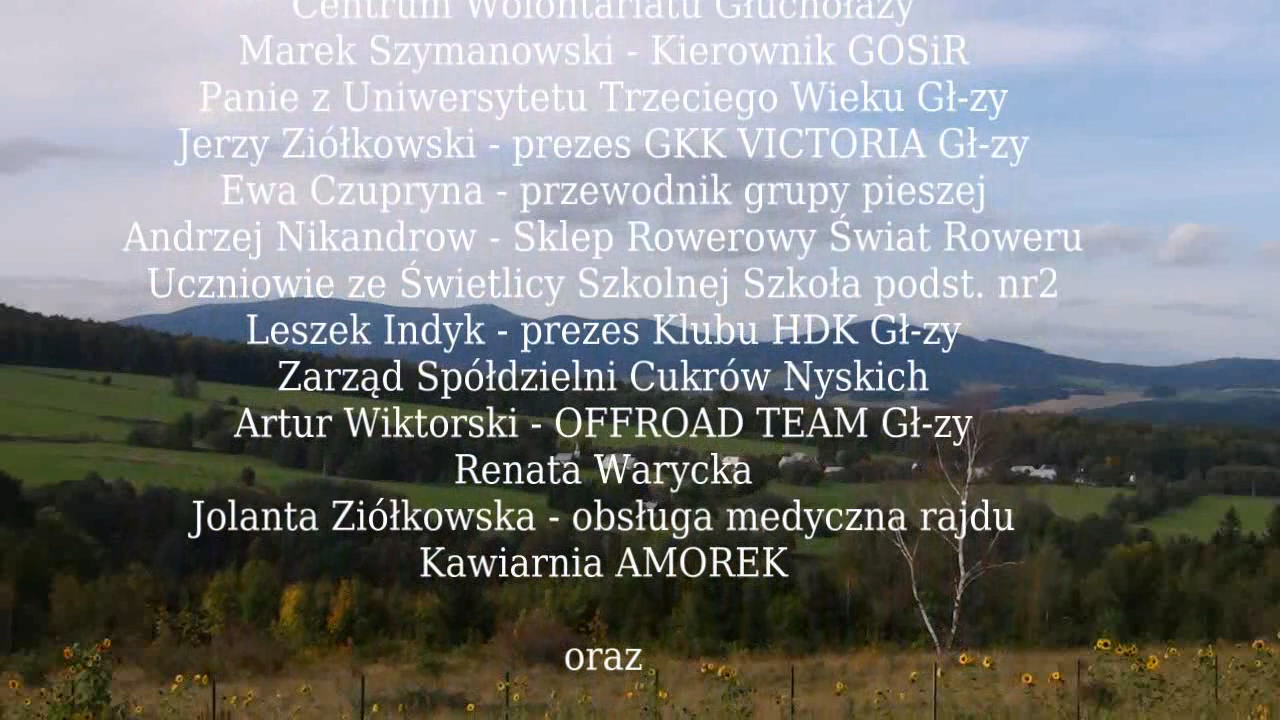 Centrum Wolontariatu Głuchołazy
Marek Szymanowski - Kierownik GOSiR
Panie z Uniwersytetu Trzeciego Wieku Gł-zy
Jerzy Ziółkowski - prezes GKK VICTORIA Gł-zy
Ewa Czupryna - przewodnik grupy pieszej
Andrzej Nikandrow - Sklep Rowerowy Świat Roweru
Uczniowie ze Świetlicy Szkolnej Szkoła podst. nr2
Leszek Indyk - prezes Klubu HDK Gł-zy
Zarząd Spółdzielni Cukrów Nyskich
Artur Wiktorski - OFFROAD TEAM Gł-zy
Renata Warycka
Jolanta Ziółkowska - obsługa medyczna rajdu
Kawiarnia AMOREK
oraz